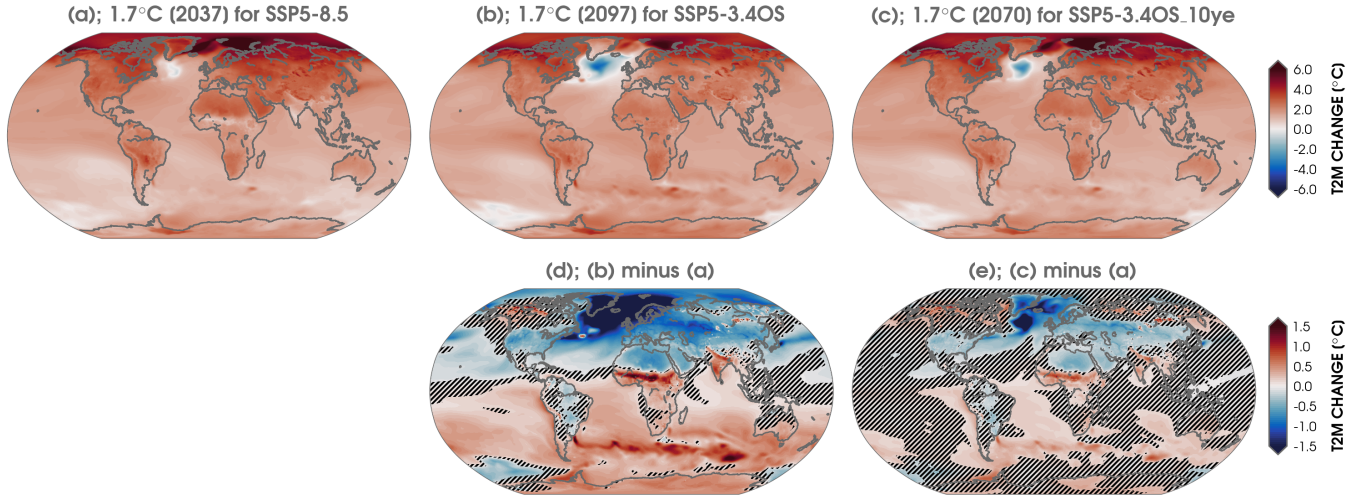 (a); 1.7°C [2037] for SSP5-8.5
(b); 1.7°C [2097] for SSP5-3.4OS
(c); 1.7°C [2070] for SSP5-3.4OS_10ye
6.0
4.0
2.0
0.0
-2.0
-4.0
-6.0
T2M CHANGE (°C)
(d); (b) minus (a)
(e); (c) minus (a)
1.5
1.0
0.5
0.0
-0.5
-1.0
-1.5
T2M CHANGE (°C)